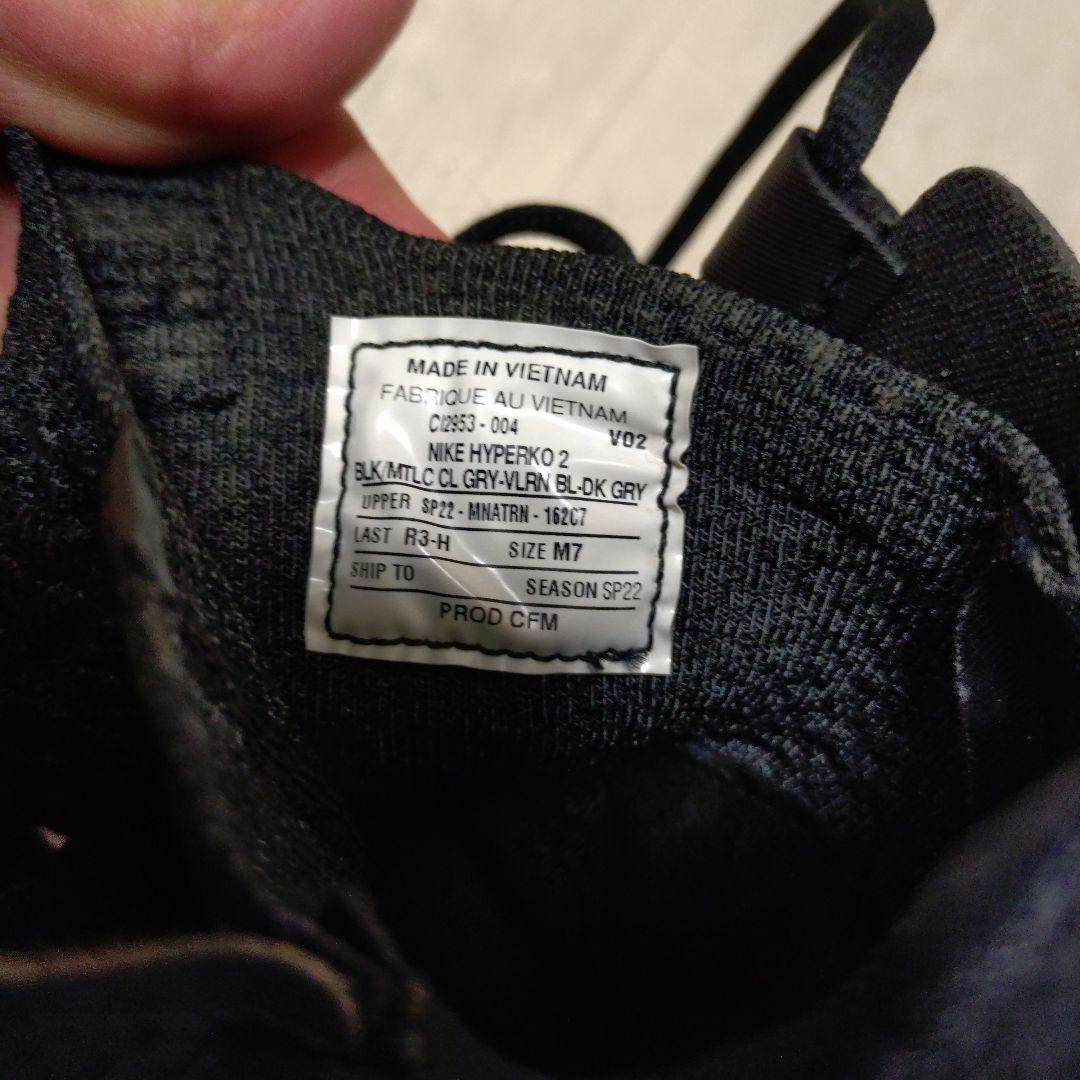 MADE IN VIETNAM
FABRIQUE AU VIETNAM
CI2953 - 004 V02
NIKE HYPERKO 2
BLK/MTLC CL GRY-VLRN BL-DK GRY
UPPER SP22 - MNATRN - 162C7
LAST R3-H SIZE M7
SHIP TO SEASON SP22
PROD CFM